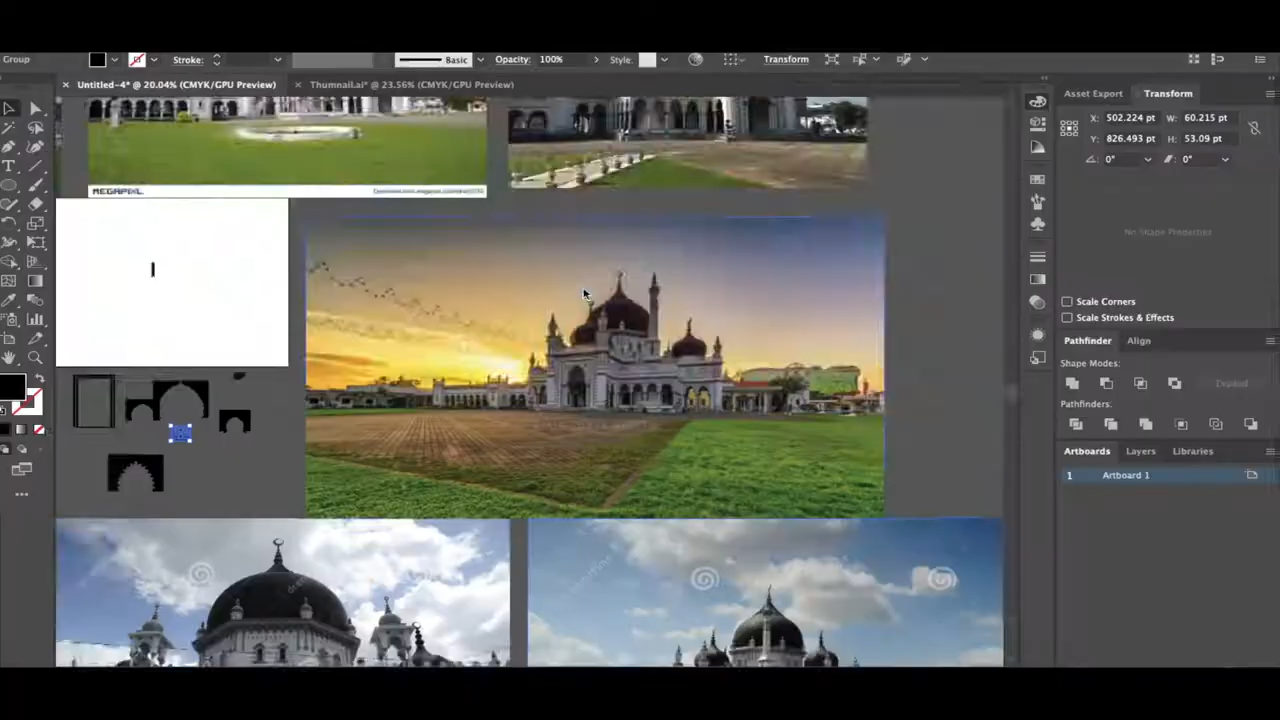 Group
Stroke:
Basic
Opacity: 100%
Style:
Transform
Untitled-4* @ 20.04% (CMYK/GPU Preview)
Thumnail.ai* @ 23.56% (CMYK/GPU Preview)
Asset Export
Transform
X: 502.224 pt
W: 60.215 pt
Y: 826.493 pt
H: 53.09 pt
0°
0°
MEGAPIXL
No Shape Properties
Scale Corners
Scale Strokes & Effects
Pathfinder
Align
Shape Modes:
Expand
Pathfinders:
Artboards
Layers
Libraries
1
Artboard 1